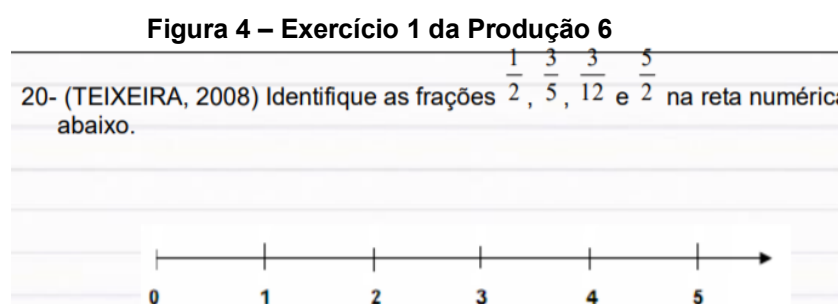 Figura 4 – Exercício 1 da Produção 6
20- (TEIXEIRA, 2008) Identifique as frações 1/2, 3/5, 3/12 e 5/2 na reta numérica
abaixo.
0 1 2 3 4 5